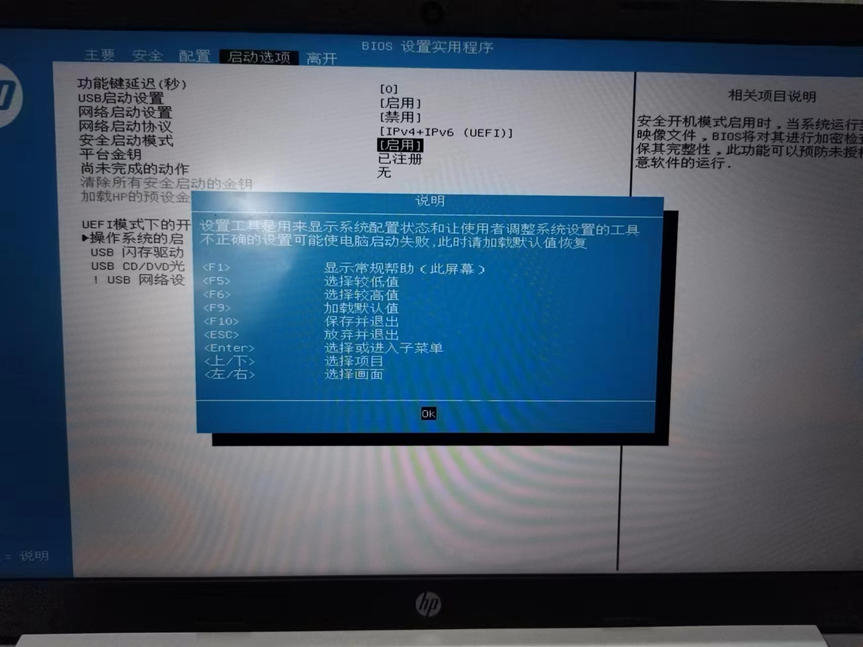 BIOS 设置实用程序
主要 安全 配置 启动选项 离开
功能键延迟(秒) [0]
USB启动设置 [启用]
网络启动设置 [禁用]
网络启动协议 [IPv4+IPv6 (UEFI)]
安全启动模式 [启用]
平台金钥 已注册
尚未完成的动作 无
清除所有安全启动的金钥
加载HP的预设金
UEFI模式下的开
▶操作系统的启
USB 闪存驱动
USB CD/DVD光
! USB 网络设
相关项目说明
安全开机模式启用时,当系统运行
映像文件,BIOS将对其进行加密检
保其完整性,此功能可以预防未授
意软件的运行.
说明
设置工具是用来显示系统配置状态和让使用者调整系统设置的工具
不正确的设置可能使电脑启动失败,此时请加载默认值恢复
<F1> 显示常规帮助(此屏幕)
<F5> 选择较低值
<F6> 选择较高值
<F9> 加载默认值
<F10> 保存并退出
<ESC> 放弃并退出
<Enter> 选择或进入子菜单
<上/下> 选择项目
<左/右> 选择画面
Ok
= 说明
hp